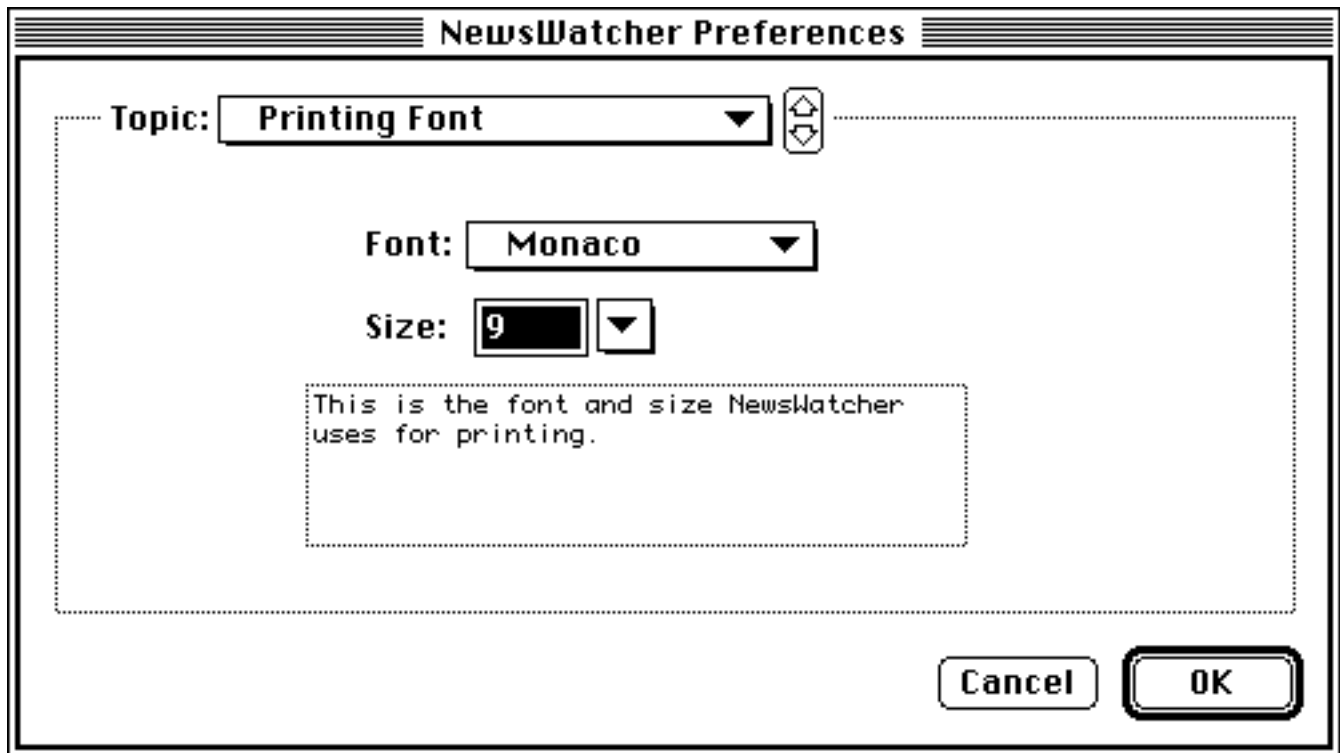 NewsWatcher Preferences
Topic: Printing Font
Font: Monaco
Size: 9
This is the font and size NewsWatcher
uses for printing.
Cancel OK